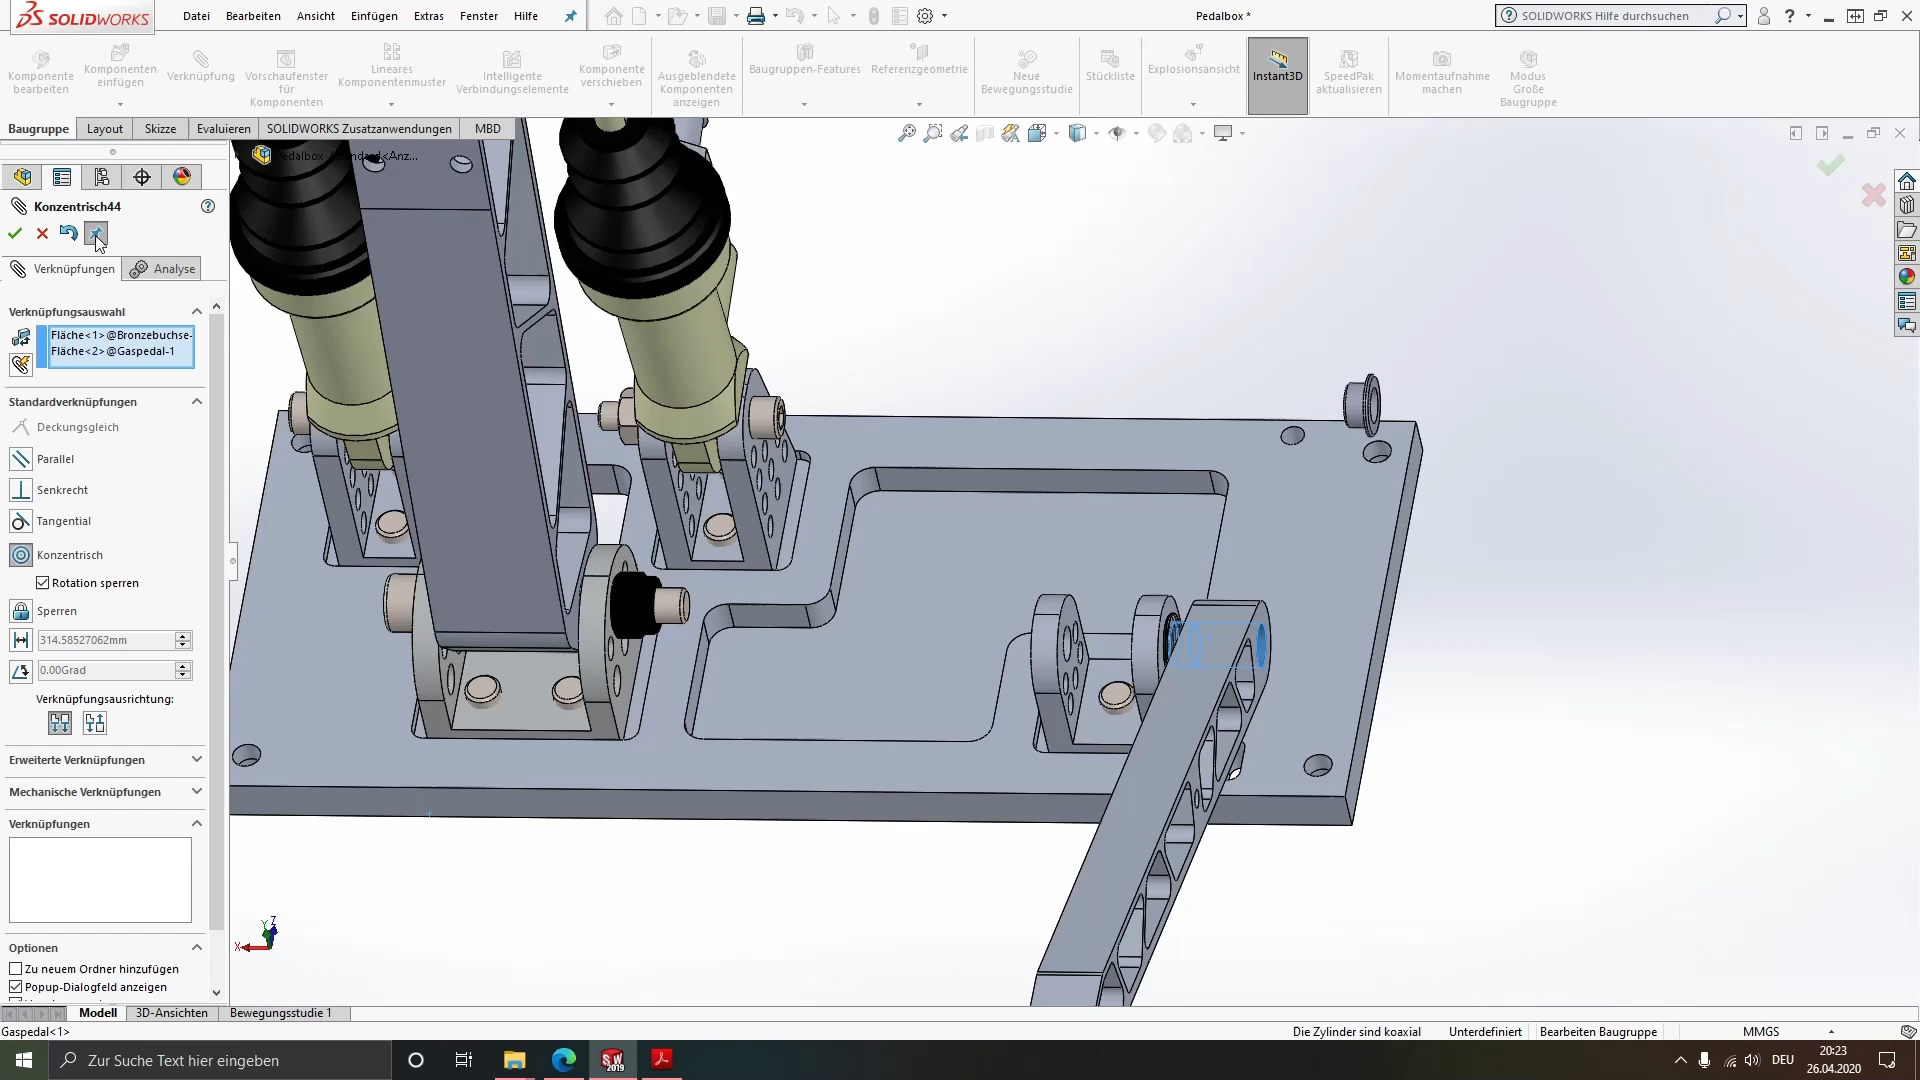 SOLIDWORKS
Datei Bearbeiten Ansicht Einfügen Extras Fenster Hilfe
Pedalbox *
SOLIDWORKS Hilfe durchsuchen
Komponente bearbeiten
Komponenten einfügen
Verknüpfung
Vorschaufenster für Komponenten
Lineares Komponentenmuster
Intelligente Verbindungselemente
Komponente verschieben
Ausgeblendete Komponenten anzeigen
Baugruppen-Features
Referenzgeometrie
Neue Bewegungsstudie
Stückliste
Explosionsansicht
Instant3D
SpeedPak aktualisieren
Momentaufnahme machen
Modus Große Baugruppe
Baugruppe Layout Skizze Evaluieren SOLIDWORKS Zusatzanwendungen MBD
Konzentrisch44
Verknüpfungen Analyse
Verknüpfungsauswahl
Fläche<1>@Bronzebuchse-
Fläche<2>@Gaspedal-1
Standardverknüpfungen
Deckungsgleich
Parallel
Senkrecht
Tangential
Konzentrisch
Rotation sperren
Sperren
314.58527062mm
0.00Grad
Verknüpfungsausrichtung:
Erweiterte Verknüpfungen
Mechanische Verknüpfungen
Verknüpfungen
Optionen
Zu neuem Ordner hinzufügen
Popup-Dialogfeld anzeigen
X Y Z
Modell 3D-Ansichten Bewegungsstudie 1
Gaspedal<1>
Die Zylinder sind koaxial Unterdefiniert Bearbeiten Baugruppe MMGS
Zur Suche Text hier eingeben
SW 2019
DEU
20:23
26.04.2020